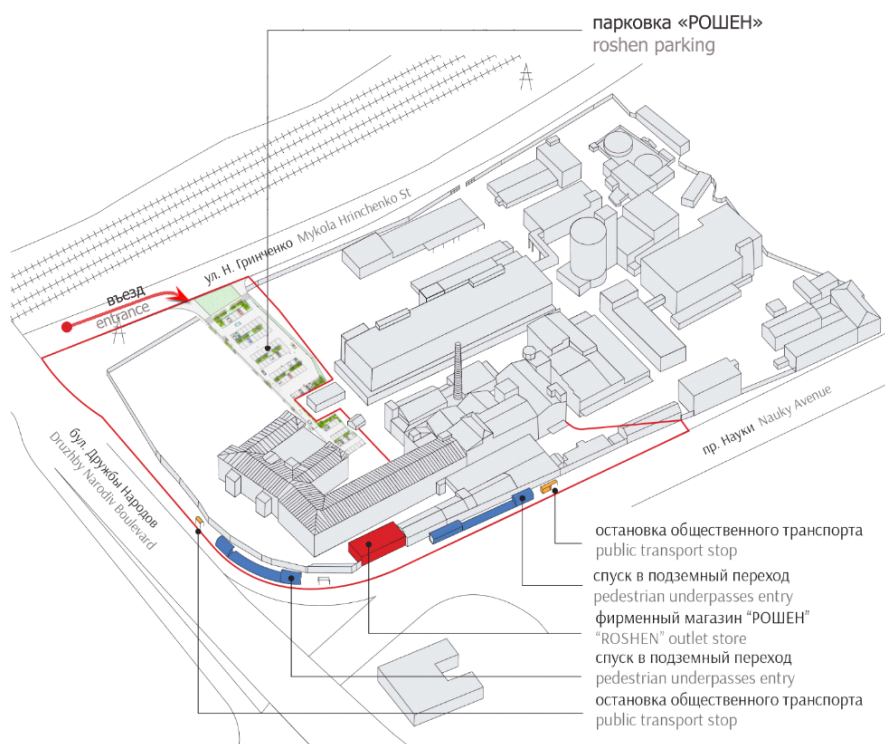 парковка «РОШЕН»
roshen parking
ул. Н. Гринченко Mykola Hrinchenko St
въезд
entrance
бул. Дружбы Народов
Druzhby Narodiv Boulevard
пр. Науки Nauky Avenue
остановка общественного транспорта
public transport stop
спуск в подземный переход
pedestrian underpasses entry
фирменный магазин “РОШЕН”
“ROSHEN” outlet store
спуск в подземный переход
pedestrian underpasses entry
остановка общественного транспорта
public transport stop